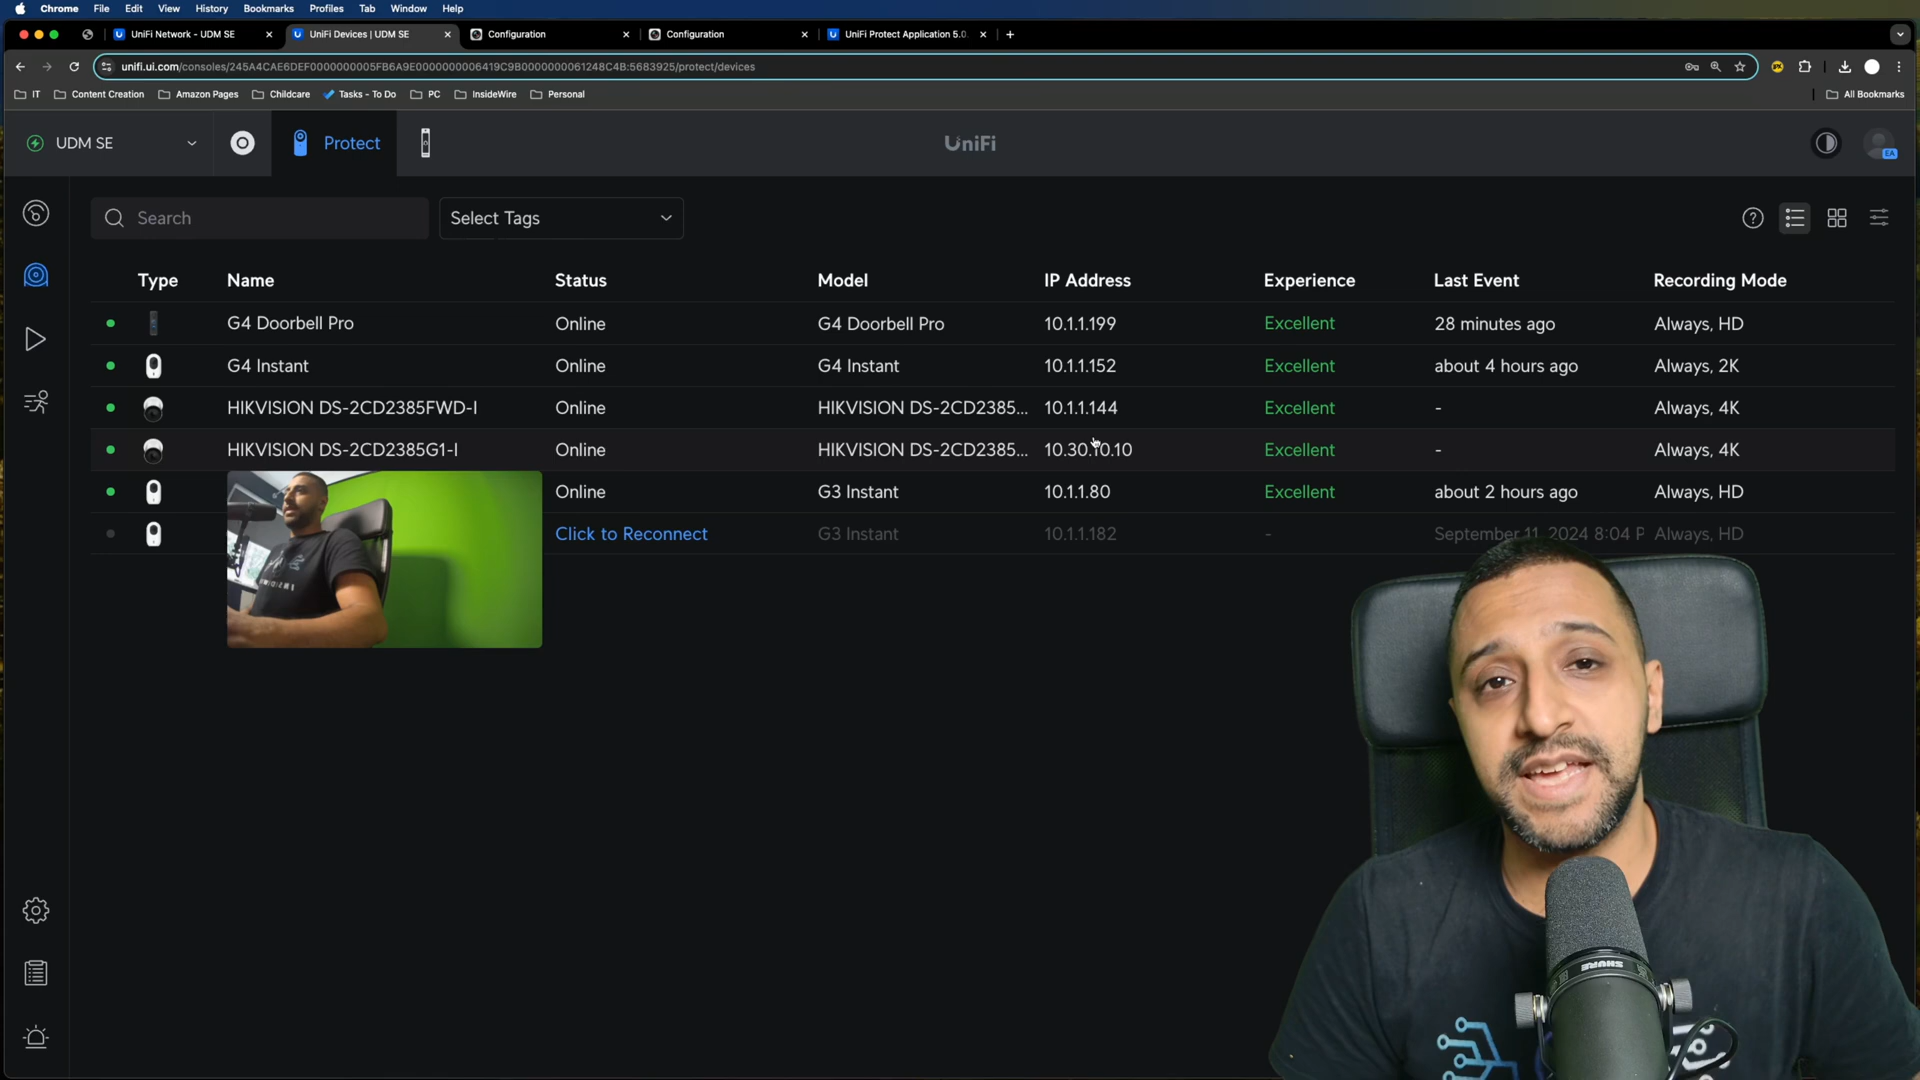 Chrome File Edit View History Bookmarks Profiles Tab Window Help
UniFi Network - UDM SE
UniFi Devices | UDM SE
Configuration
Configuration
UniFi Protect Application 5.0.
unifi.ui.com/consoles/245A4CAE6DEF0000000005FB6A9E0000000006419C9B0000000061248C4B:5683925/protect/devices
IT Content Creation Amazon Pages Childcare Tasks - To Do PC InsideWire Personal All Bookmarks
UDM SE Protect UniFi EA
Search Select Tags
Type Name Status Model IP Address Experience Last Event Recording Mode
G4 Doorbell Pro Online G4 Doorbell Pro 10.1.1.199 Excellent 28 minutes ago Always, HD
G4 Instant Online G4 Instant 10.1.1.152 Excellent about 4 hours ago Always, 2K
HIKVISION DS-2CD2385FWD-I Online HIKVISION DS-2CD2385... 10.1.1.144 Excellent - Always, 4K
HIKVISION DS-2CD2385G1-I Online HIKVISION DS-2CD2385... 10.30.10.10 Excellent - Always, 4K
Online G3 Instant 10.1.1.80 Excellent about 2 hours ago Always, HD
Click to Reconnect G3 Instant 10.1.1.182 - September 11, 2024 8:04 P Always, HD
SHURE